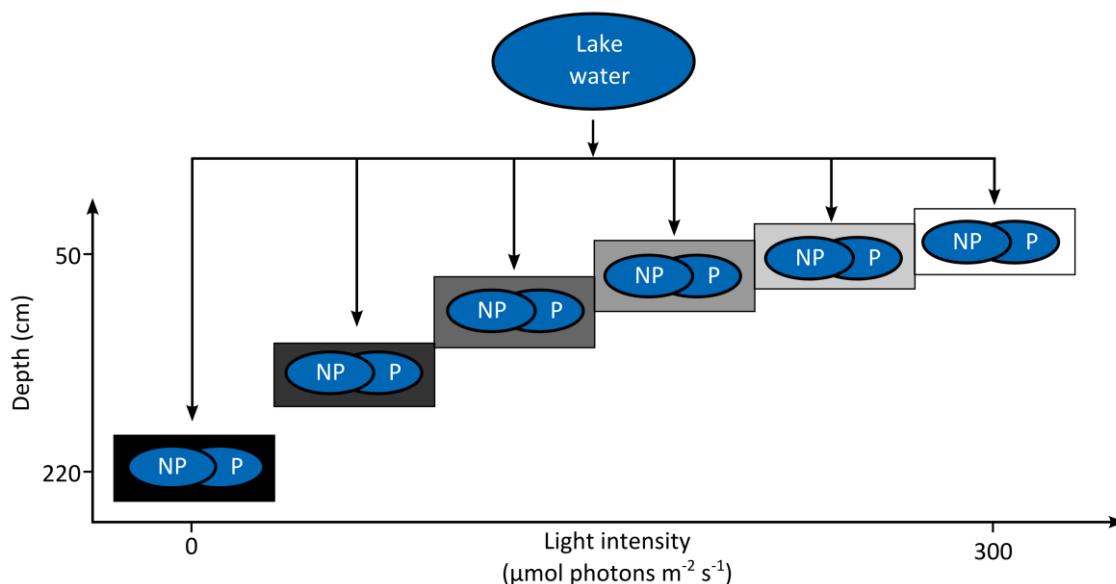 Lake
water
50
NP P
NP P
NP P
NP P
NP P
NP P
220
Depth (cm)
0
300
Light intensity
(µmol photons m⁻² s⁻¹)